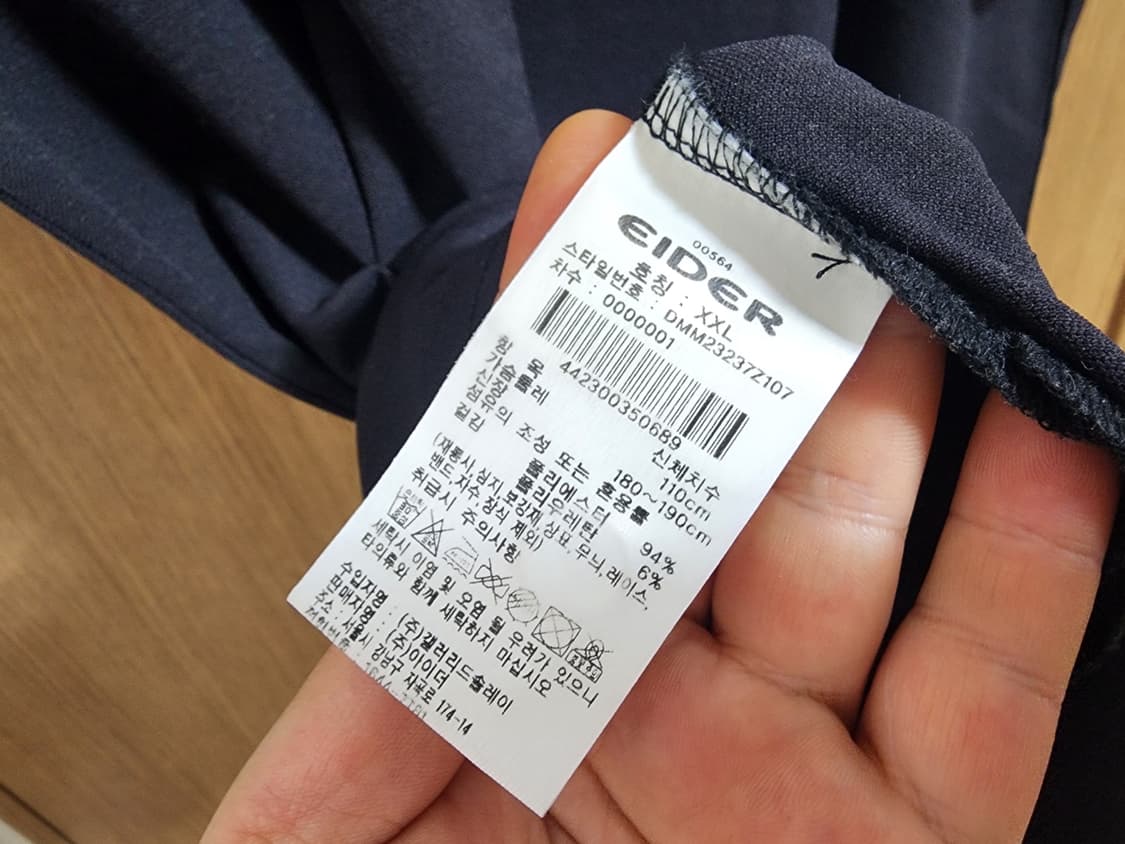 EIDER
00564
호칭 : XXL
스타일번호 : DMM23237Z107
차수 : 0000001
442300350689
신체치수
가슴둘레 110cm
신장 180~190cm
섬유의 조성 또는 혼용률
겉감 폴리에스터 94%
폴리우레탄 6%
(재봉사, 심지, 보강재, 상표, 무늬, 레이스,
밴드, 자수, 장식 제외)
취급시 주의사항
세탁시 이염 및 오염 될 우려가 있으니
타의류와 함께 세탁하지 마십시오
수입자명 : (주)갤러리드슬레이
판매자명 : (주)아이더
주소 : 서울시 강남구 자곡로 174-14